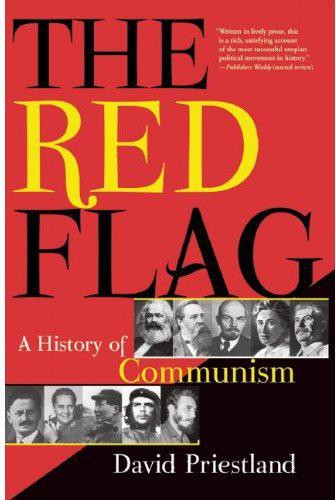 THE
RED
FLAG
"Written in lively prose, this
is a rich, satisfying account
of the most successful utopian
political movement in history."
—Publishers Weekly (starred review)
A History of
Communism
David Priestland